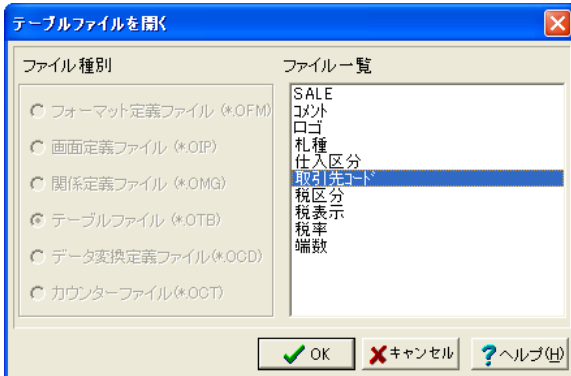 テーブルファイルを開く
ファイル種別
フォーマット定義ファイル (*.OFM)
画面定義ファイル (*.OIP)
関係定義ファイル (*.OMG)
テーブルファイル (*.OTB)
データ変換定義ファイル(*.OCD)
カウンターファイル(*.OCT)
ファイル一覧
SALE
ｺﾒﾝﾄ
ロゴ
札種
仕入区分
取引先ｺｰﾄﾞ
税区分
税表示
税率
端数
OK
キャンセル
ヘルプ(H)